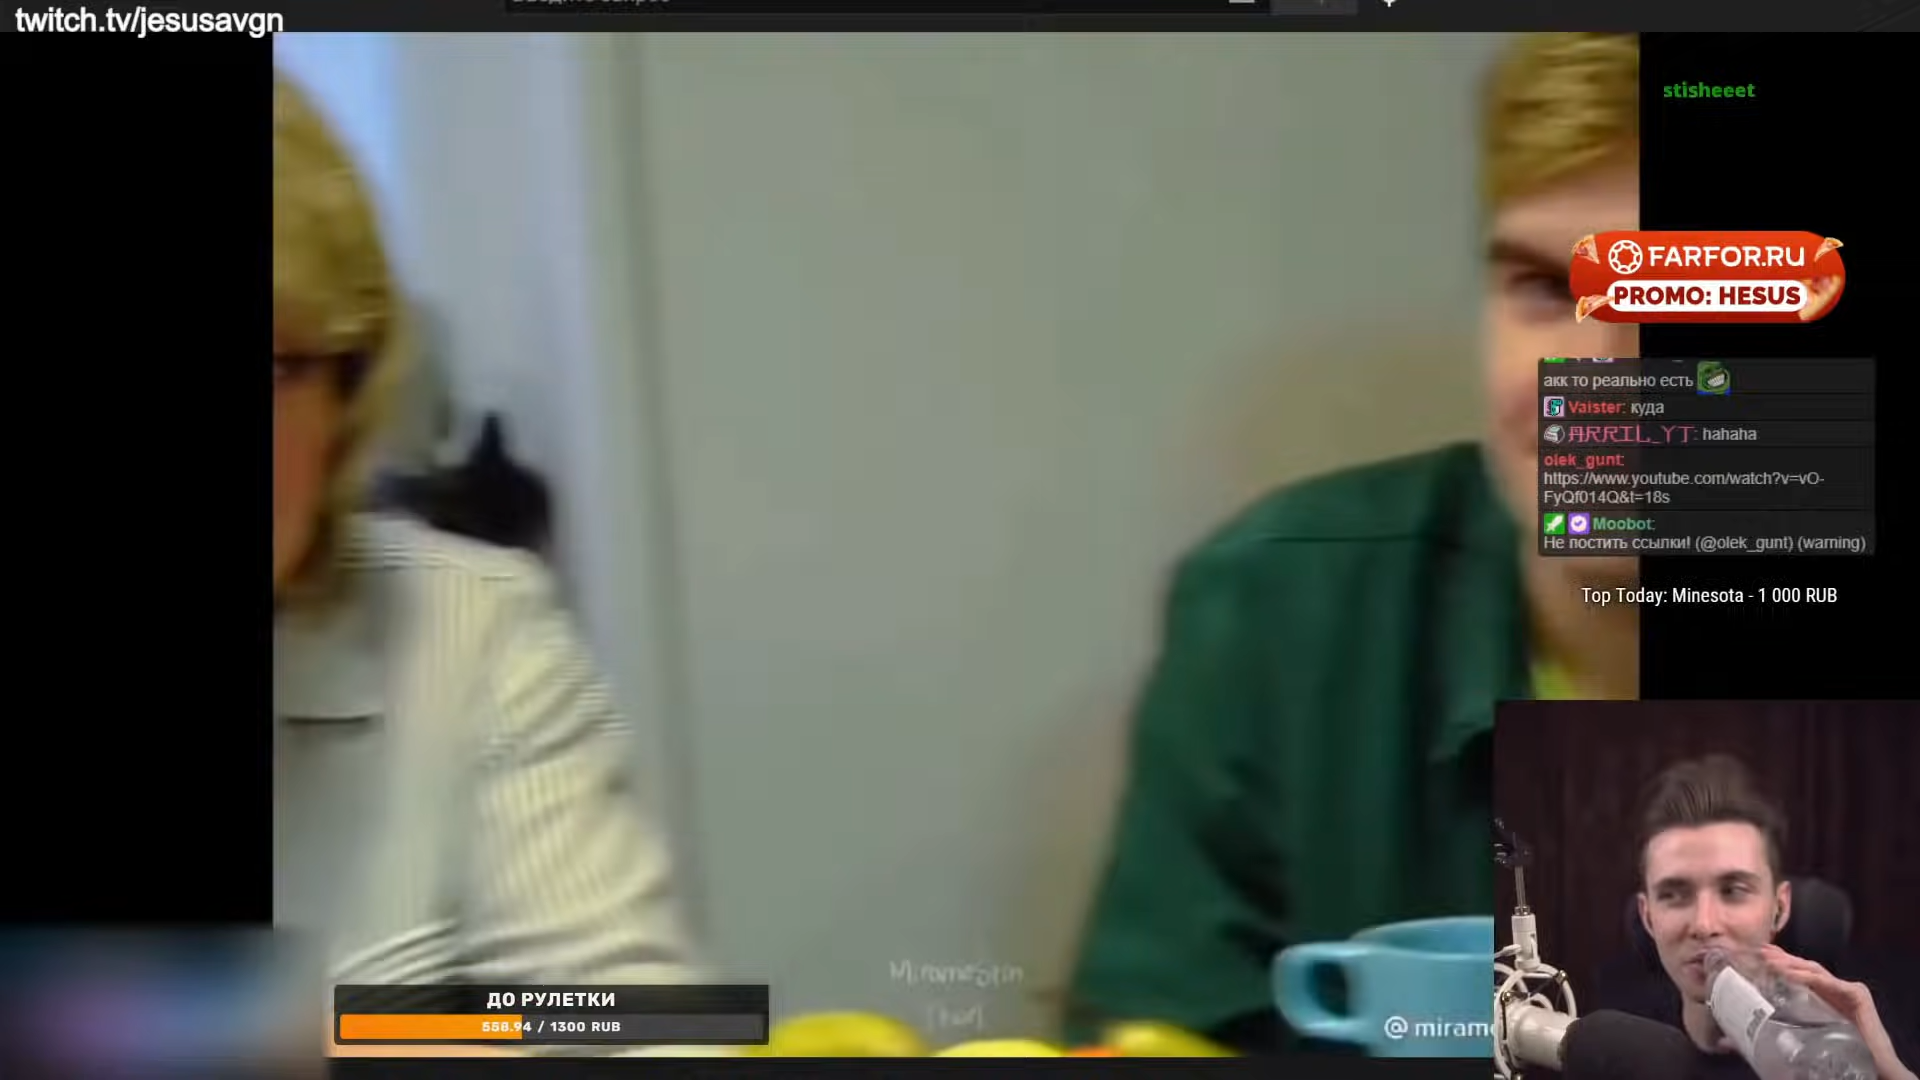 twitch.tv/jesusavgn
stisheeet
FARFOR.RU
PROMO: HESUS
акк то реально есть
Vaister: куда
ARRIL_YT: hahaha
olek_gunt:
https://www.youtube.com/watch?v=vO-
FyQf014Q&t=18s
Moobot:
Не постить ссылки! (@olek_gunt) (warning)
Top Today: Minesota - 1 000 RUB
ДО РУЛЕТКИ
558.94 / 1300 RUB
@mirame